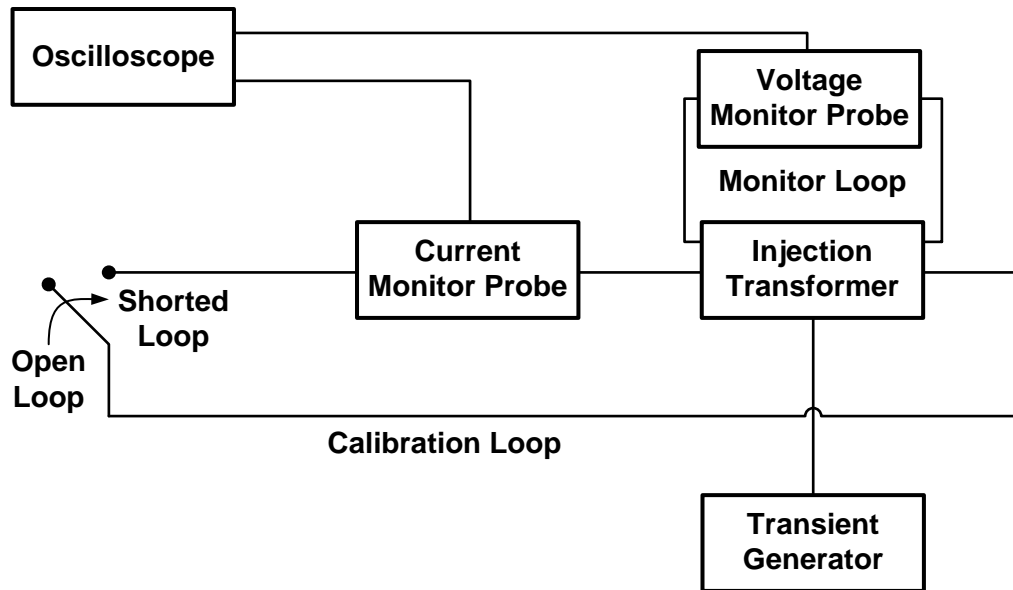 Oscilloscope
Voltage
Monitor Probe
Monitor Loop
Current
Monitor Probe
Injection
Transformer
Shorted
Loop
Open
Loop
Calibration Loop
Transient
Generator